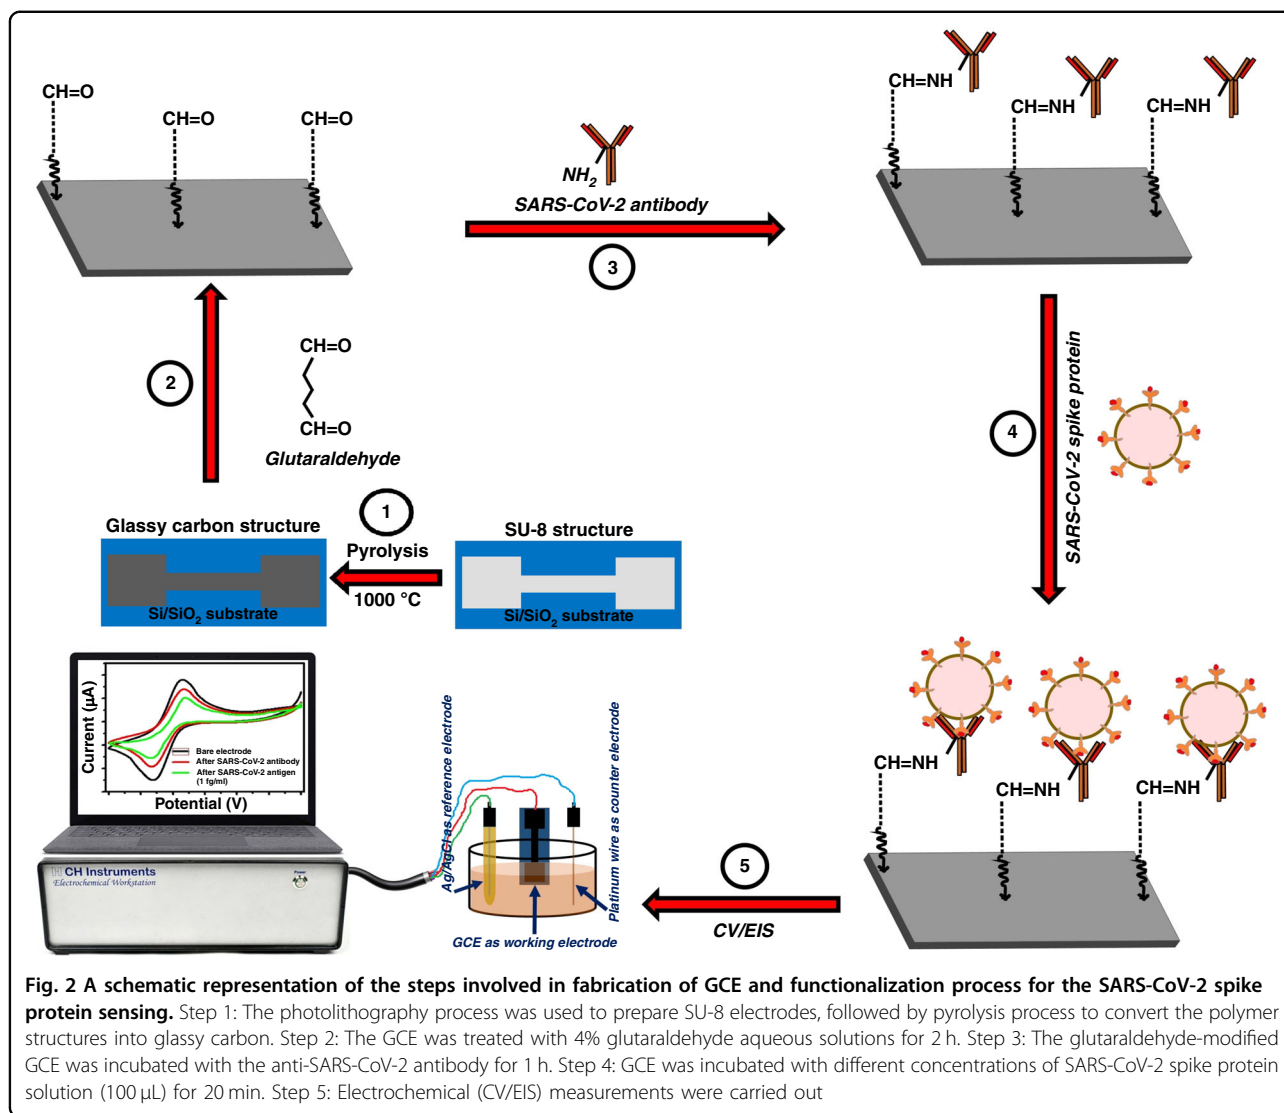 CH=O
CH=O
CH=O
NH2
SARS-CoV-2 antibody
3
CH=NH
CH=NH
CH=NH
2
CH=O
CH=O
Glutaraldehyde
4
SARS-CoV-2 spike protein
1
Glassy carbon structure
Pyrolysis
1000 °C
SU-8 structure
Si/SiO2 substrate
Si/SiO2 substrate
Current (µA)
Bare electrode
After SARS-CoV-2 antibody
After SARS-CoV-2 antigen
(1 fg/ml)
Potential (V)
CH Instruments
Electrochemical Workstation
Power
Ag/AgCl as reference electrode
Platinum wire as counter electrode
GCE as working electrode
5
CV/EIS
CH=NH
CH=NH
CH=NH
Fig. 2 A schematic representation of the steps involved in fabrication of GCE and functionalization process for the SARS-CoV-2 spike
protein sensing. Step 1: The photolithography process was used to prepare SU-8 electrodes, followed by pyrolysis process to convert the polymer
structures into glassy carbon. Step 2: The GCE was treated with 4% glutaraldehyde aqueous solutions for 2 h. Step 3: The glutaraldehyde-modified
GCE was incubated with the anti-SARS-CoV-2 antibody for 1 h. Step 4: GCE was incubated with different concentrations of SARS-CoV-2 spike protein
solution (100 µL) for 20 min. Step 5: Electrochemical (CV/EIS) measurements were carried out